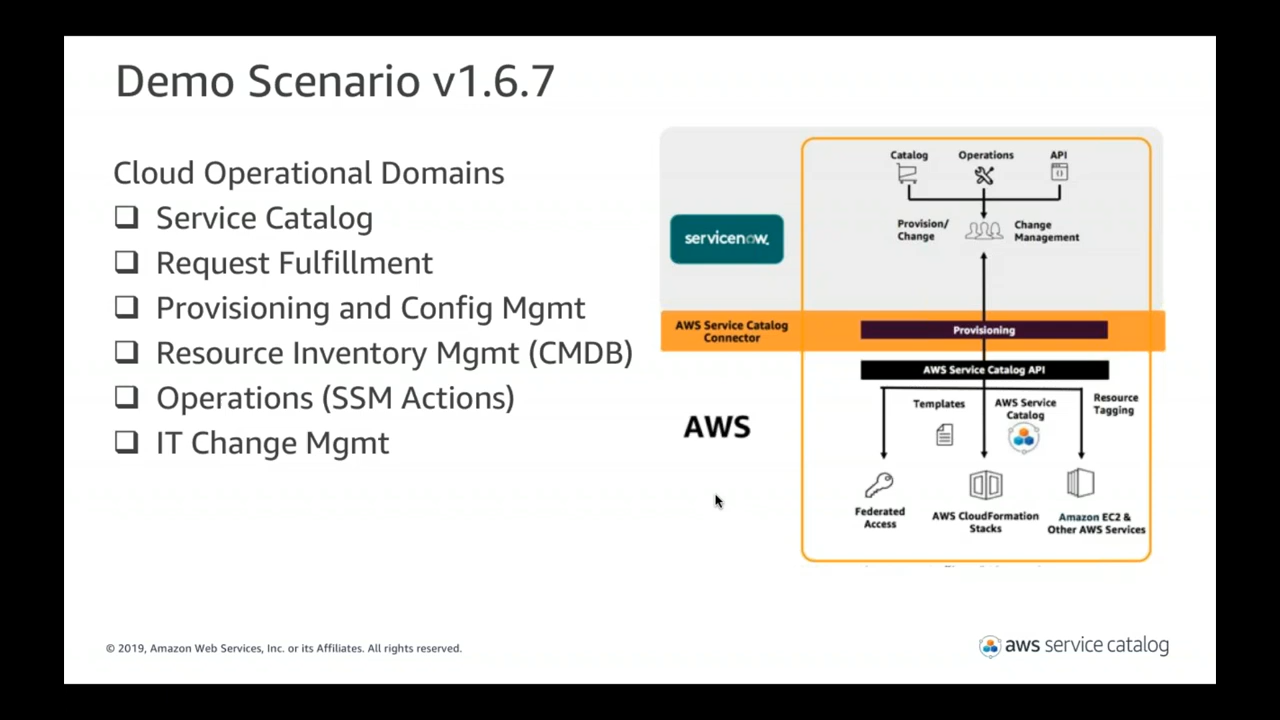 Demo Scenario v1.6.7
Cloud Operational Domains
Service Catalog
Request Fulfillment
Provisioning and Config Mgmt
Resource Inventory Mgmt (CMDB)
Operations (SSM Actions)
IT Change Mgmt
servicenow.
AWS Service Catalog
Connector
AWS
Catalog
Operations
API
Provision/
Change
Change
Management
Provisioning
AWS Service Catalog API
Templates
AWS Service
Catalog
Resource
Tagging
Federated
Access
AWS CloudFormation
Stacks
Amazon EC2 &
Other AWS Services
© 2019, Amazon Web Services, Inc. or its Affiliates. All rights reserved.
aws service catalog